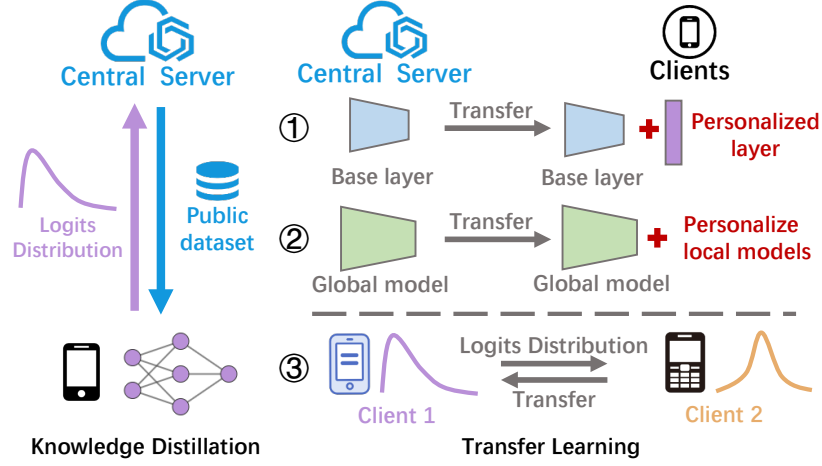 Central Server
Logits
Distribution
Public
dataset
Knowledge Distillation
Central Server
Clients
①
Transfer
Base layer
Base layer
Personalized
layer
②
Transfer
Global model
Global model
Personalize
local models
③
Logits Distribution
Transfer
Client 1
Client 2
Transfer Learning